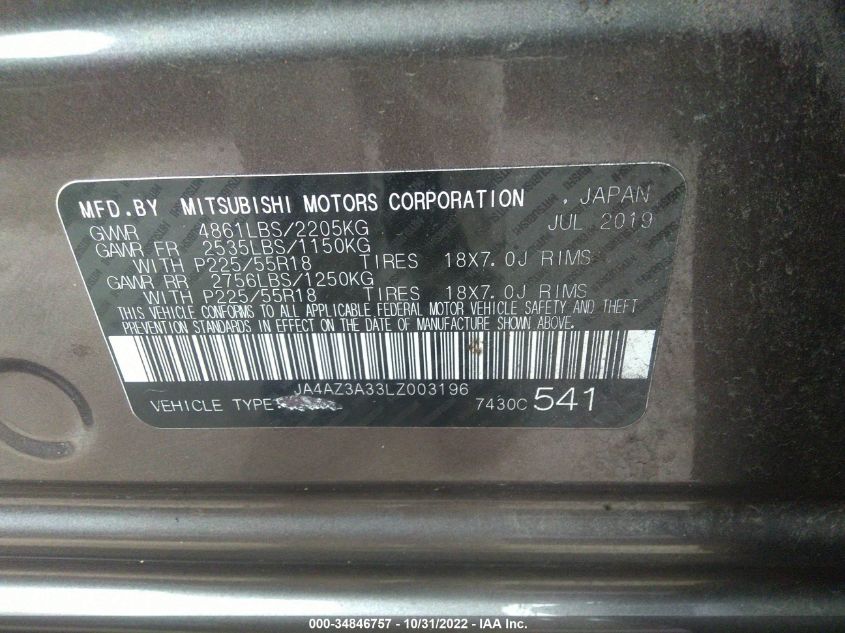 MFD.BY MITSUBISHI MOTORS CORPORATION , JAPAN
GVWR 4861LBS/2205KG JUL 2019
GAWR FR 2535LBS/1150KG
WITH P225/55R18 TIRES 18X7.0J RIMS
GAWR RR 2756LBS/1250KG
WITH P225/55R18 TIRES 18X7.0J RIMS
THIS VEHICLE CONFORMS TO ALL APPLICABLE FEDERAL MOTOR VEHICLE SAFETY AND THEFT
PREVENTION STANDARDS IN EFFECT ON THE DATE OF MANUFACTURE SHOWN ABOVE.
JA4AZ3A33LZ003196
VEHICLE TYPE: 7430C 541
000-34846757 - 10/31/2022 - IAA Inc.